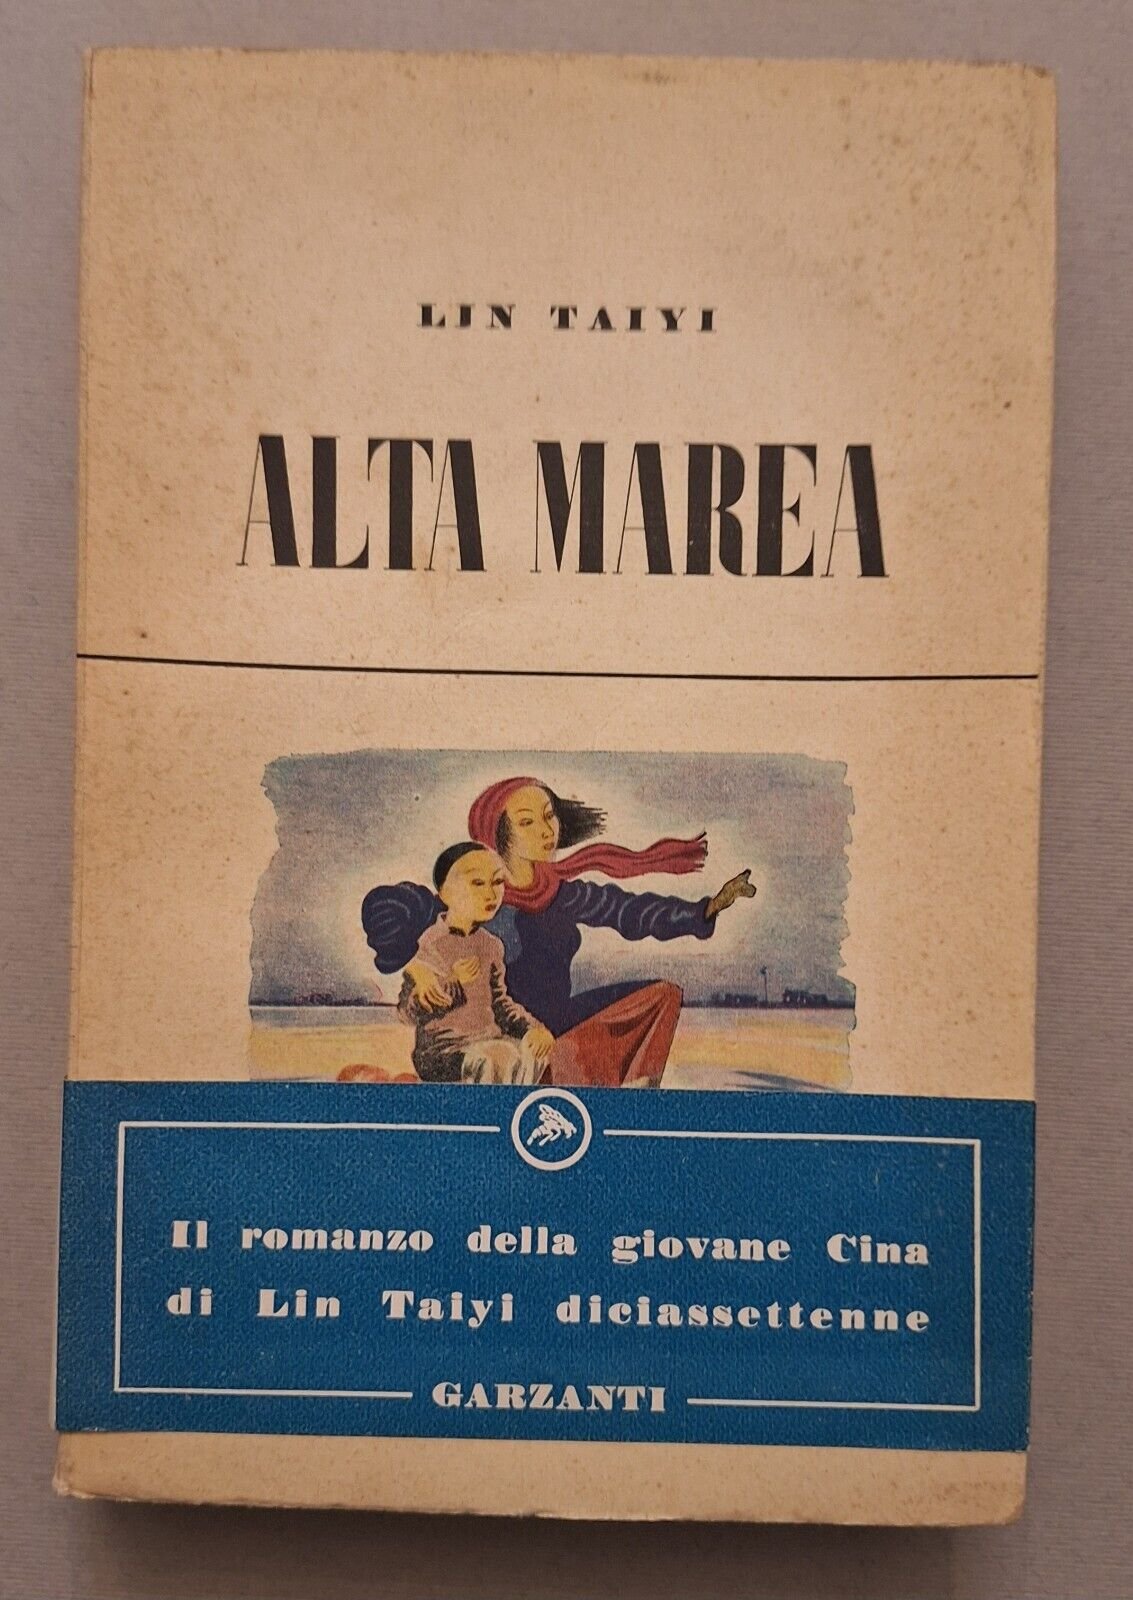 LIN TAIYI
ALTA MAREA
Il romanzo della giovane Cina
di Lin Taiyi diciassettenne
GARZANTI